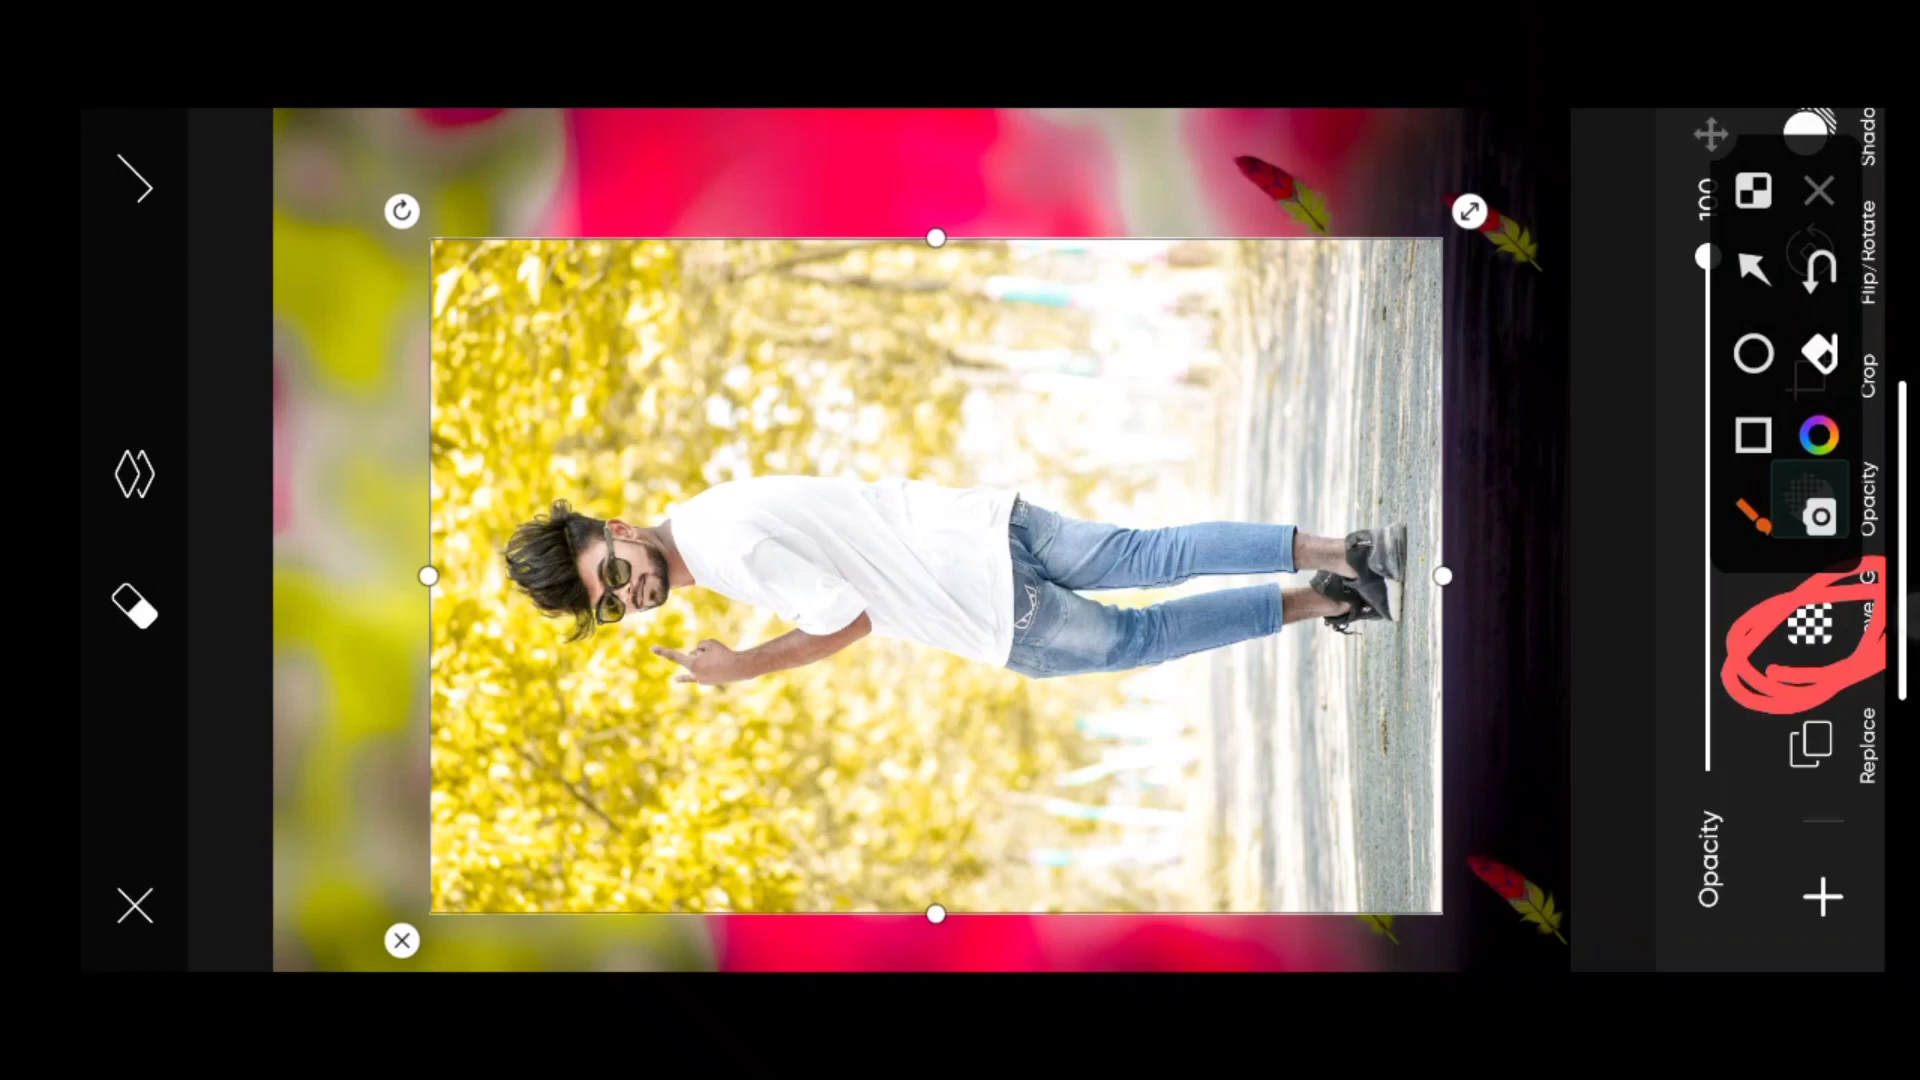 Opacity
100
Replace
Opacity
Crop
Flip/Rotate
Shado